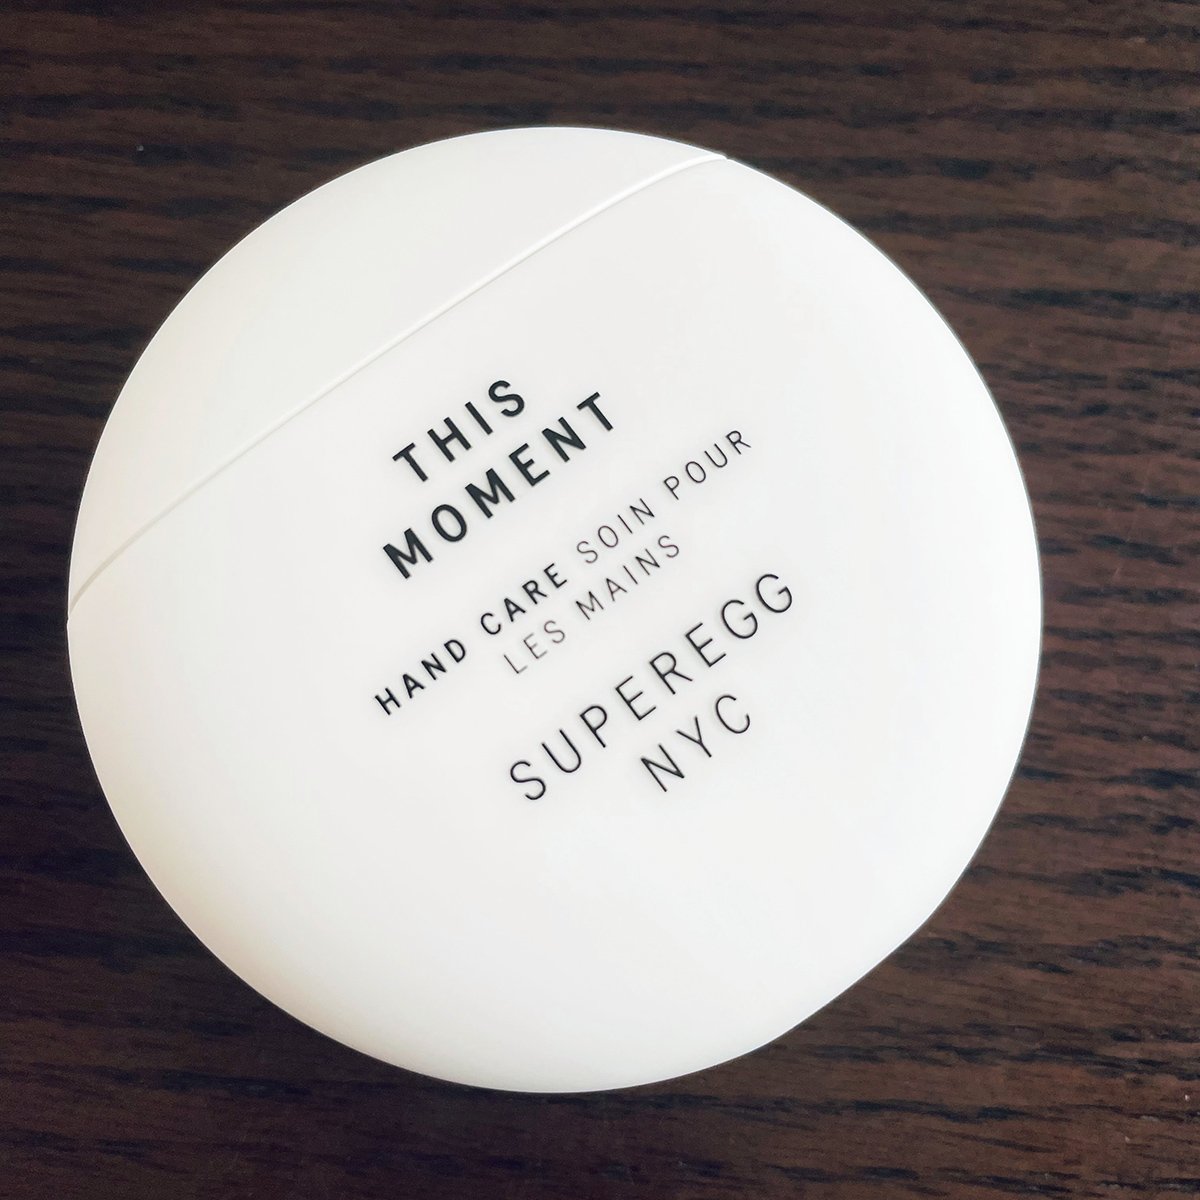 THIS
MOMENT
HAND CARE SOIN POUR
LES MAINS
SUPEREGG
NYC